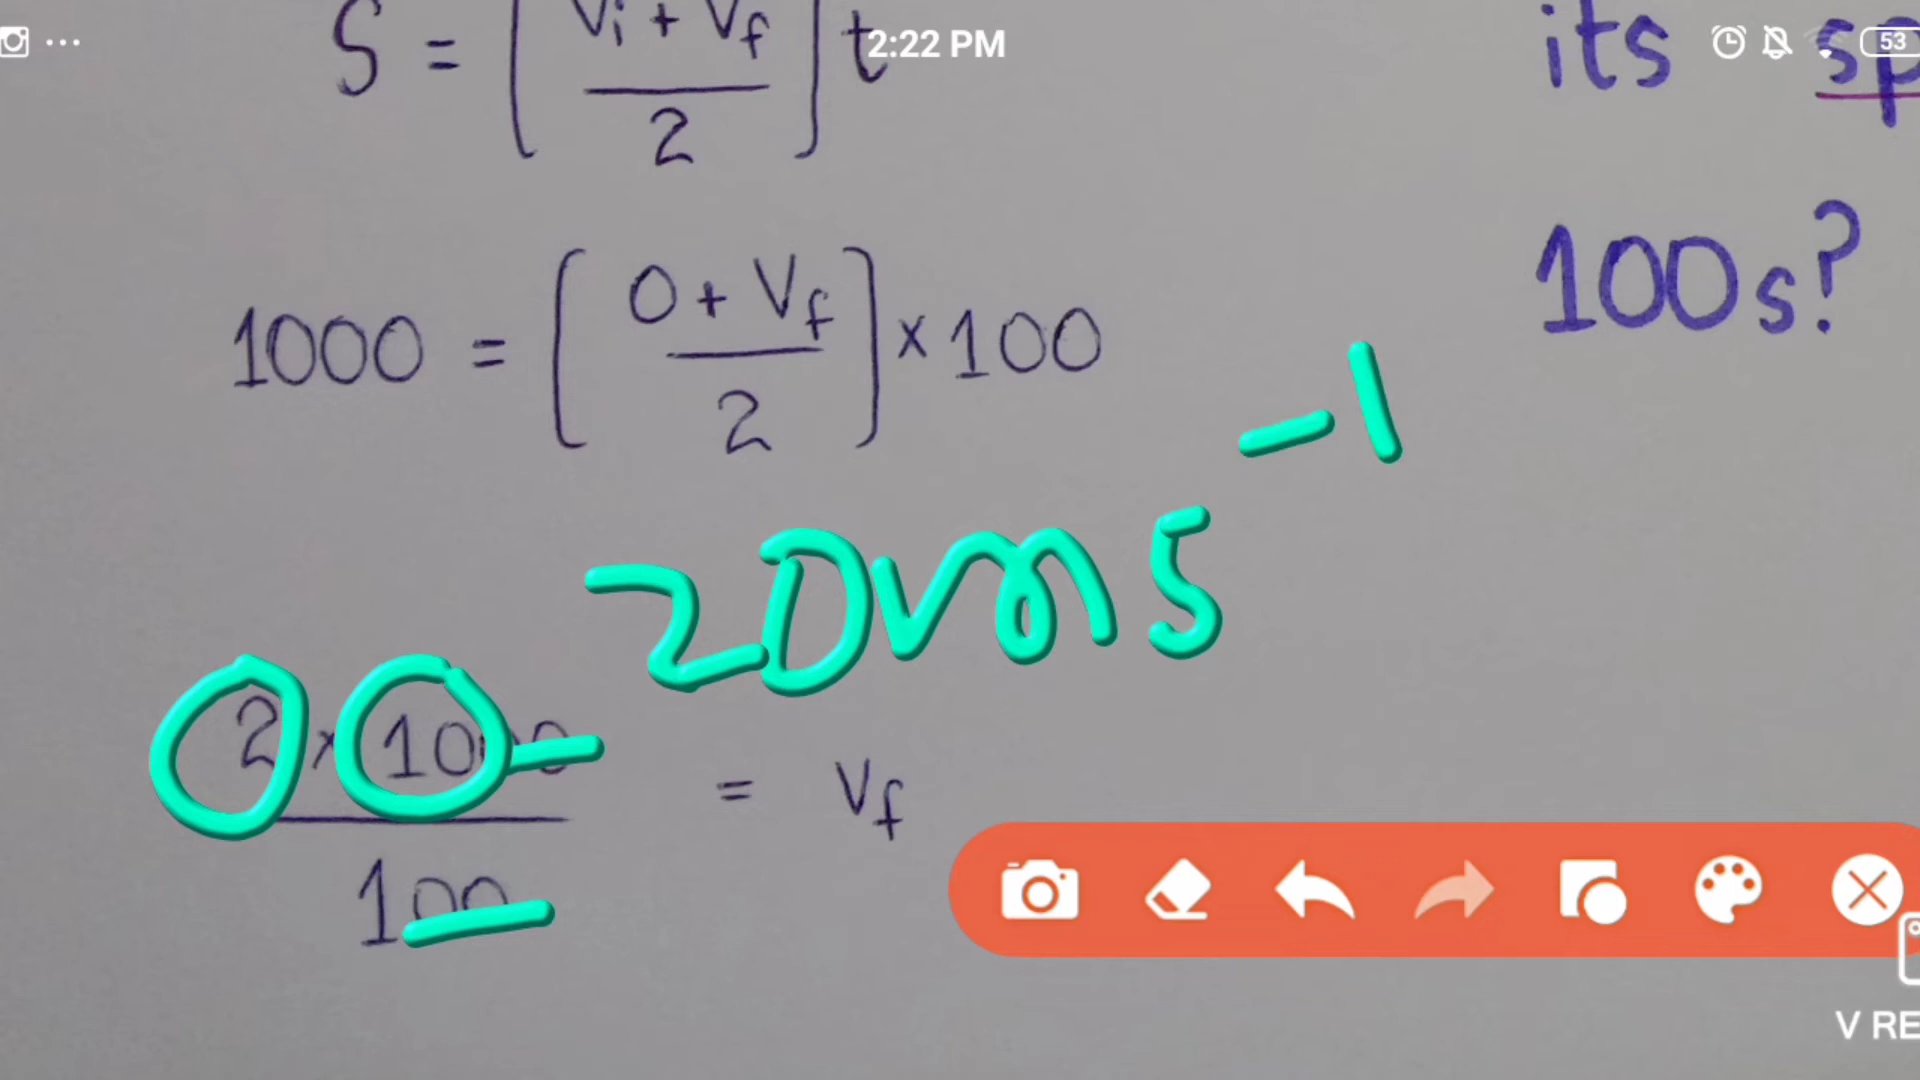 2:22 PM
53
S = [Vi + Vf / 2] t
its sp
1000 = [0 + Vf / 2] × 100
100s?
20ms -1
2 × 1000 / 100 = Vf
V RE